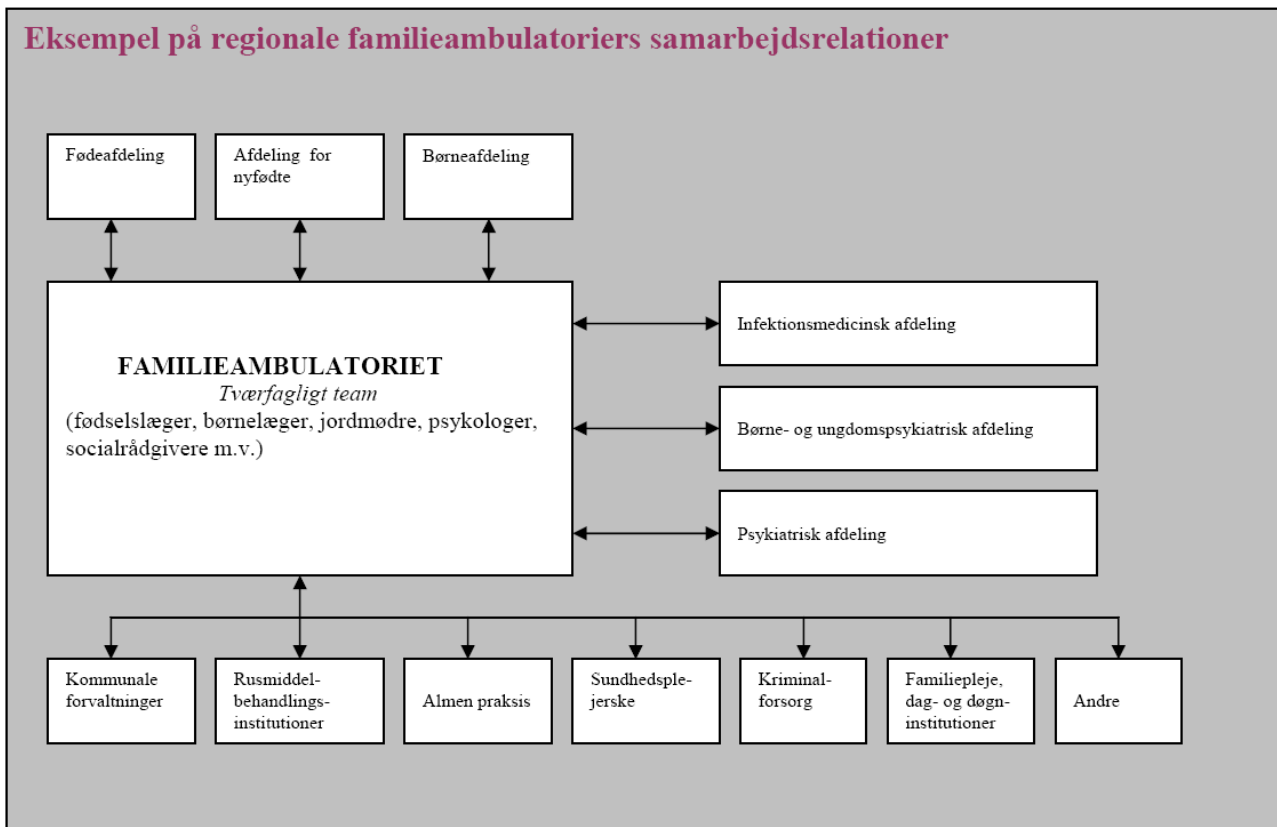 Eksempel på regionale familieambulatoriers samarbejdsrelationer
Fødeafdeling
Afdeling for
nyfødte
Børneafdeling
FAMILIEAMBULATORIET
Tværfagligt team
(fødselslæger, børnelæger, jordmødre, psykologer,
socialrådgivere m.v.)
Infektionsmedicinsk afdeling
Børne- og ungdomspsykiatrisk afdeling
Psykiatrisk afdeling
Kommunale
forvaltninger
Rusmiddel-
behandlings-
institutioner
Almen praksis
Sundhedsple-
jerske
Kriminal-
forsorg
Familiepleje,
dag- og døgn-
institutioner
Andre